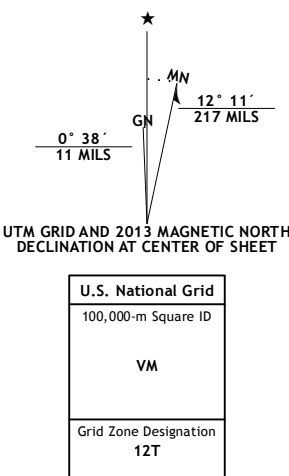 ★
MN
GN
12° 11´
217 MILS
0° 38´
11 MILS
UTM GRID AND 2013 MAGNETIC NORTH
DECLINATION AT CENTER OF SHEET
U.S. National Grid
100,000-m Square ID
VM
Grid Zone Designation
12T